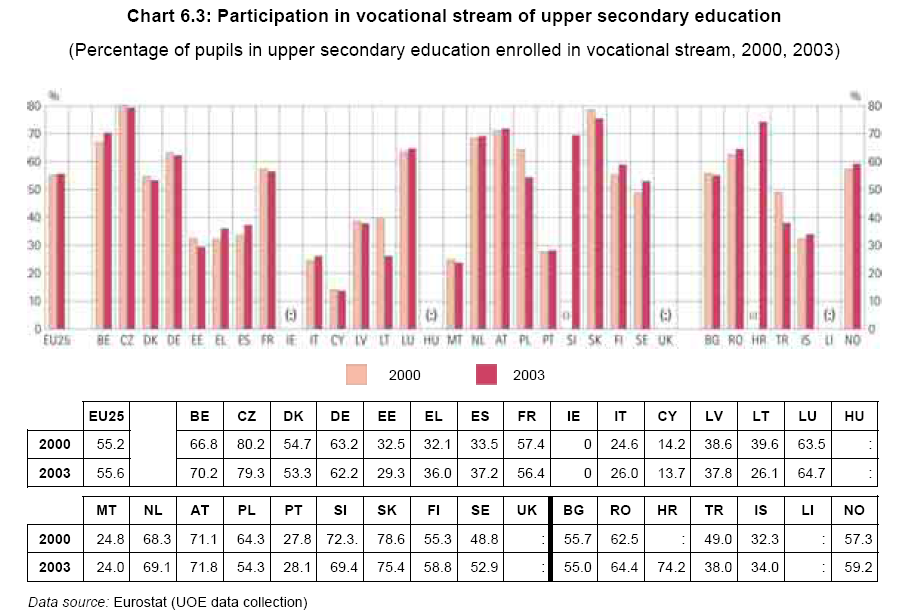 Chart 6.3: Participation in vocational stream of upper secondary education
(Percentage of pupils in upper secondary education enrolled in vocational stream, 2000, 2003)
% %
80 80
70 70
60 60
50 50
40 40
30 30
20 20
10 10
(:) (:) (:) (:) (:) (:)
0 0
EU25 BE CZ DK DE EE EL ES FR IE IT CY LV LT LU HU MT NL AT PL PT SI SK FI SE UK BG RO HR TR IS LI NO
2000 2003
EU25 BE CZ DK DE EE EL ES FR IE IT CY LV LT LU HU
2000 55.2 66.8 80.2 54.7 63.2 32.5 32.1 33.5 57.4 0 24.6 14.2 38.6 39.6 63.5 :
2003 55.6 70.2 79.3 53.3 62.2 29.3 36.0 37.2 56.4 0 26.0 13.7 37.8 26.1 64.7 :
MT NL AT PL PT SI SK FI SE UK BG RO HR TR IS LI NO
2000 24.8 68.3 71.1 64.3 27.8 72.3. 78.6 55.3 48.8 : 55.7 62.5 : 49.0 32.3 : 57.3
2003 24.0 69.1 71.8 54.3 28.1 69.4 75.4 58.8 52.9 : 55.0 64.4 74.2 38.0 34.0 : 59.2
Data source: Eurostat (UOE data collection)